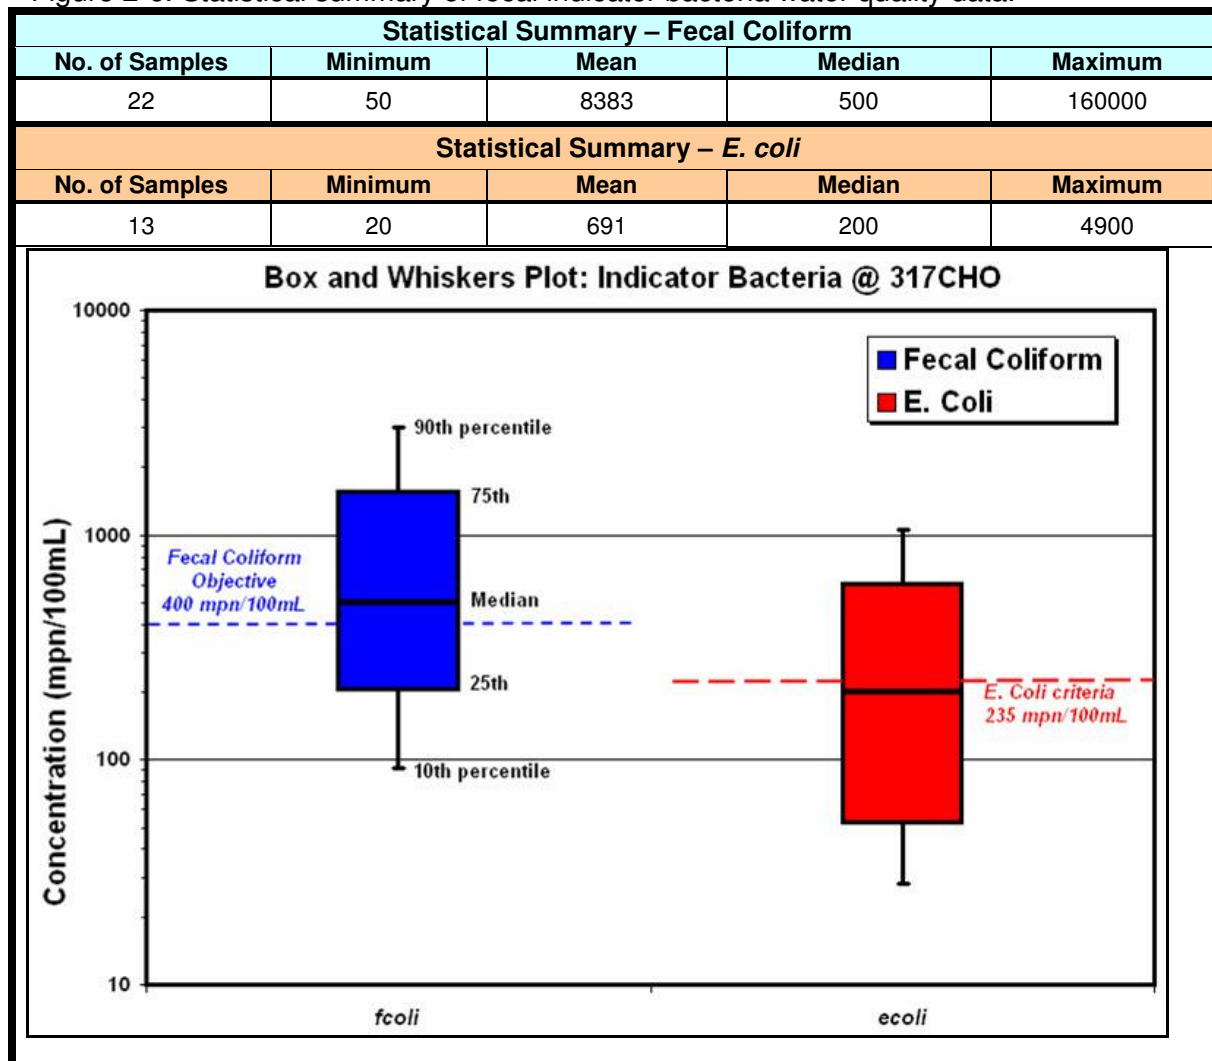 Statistical Summary – Fecal Coliform
No. of Samples Minimum Mean Median Maximum
22 50 8383 500 160000
Statistical Summary – E. coli
No. of Samples Minimum Mean Median Maximum
13 20 691 200 4900
Box and Whiskers Plot: Indicator Bacteria @ 317CHO
10000
Fecal Coliform
E. Coli
90th percentile
75th
1000
Fecal Coliform
Objective
400 mpn/100mL
Median
25th
E. Coli criteria
235 mpn/100mL
100
10th percentile
Concentration (mpn/100mL)
10
fcoli ecoli